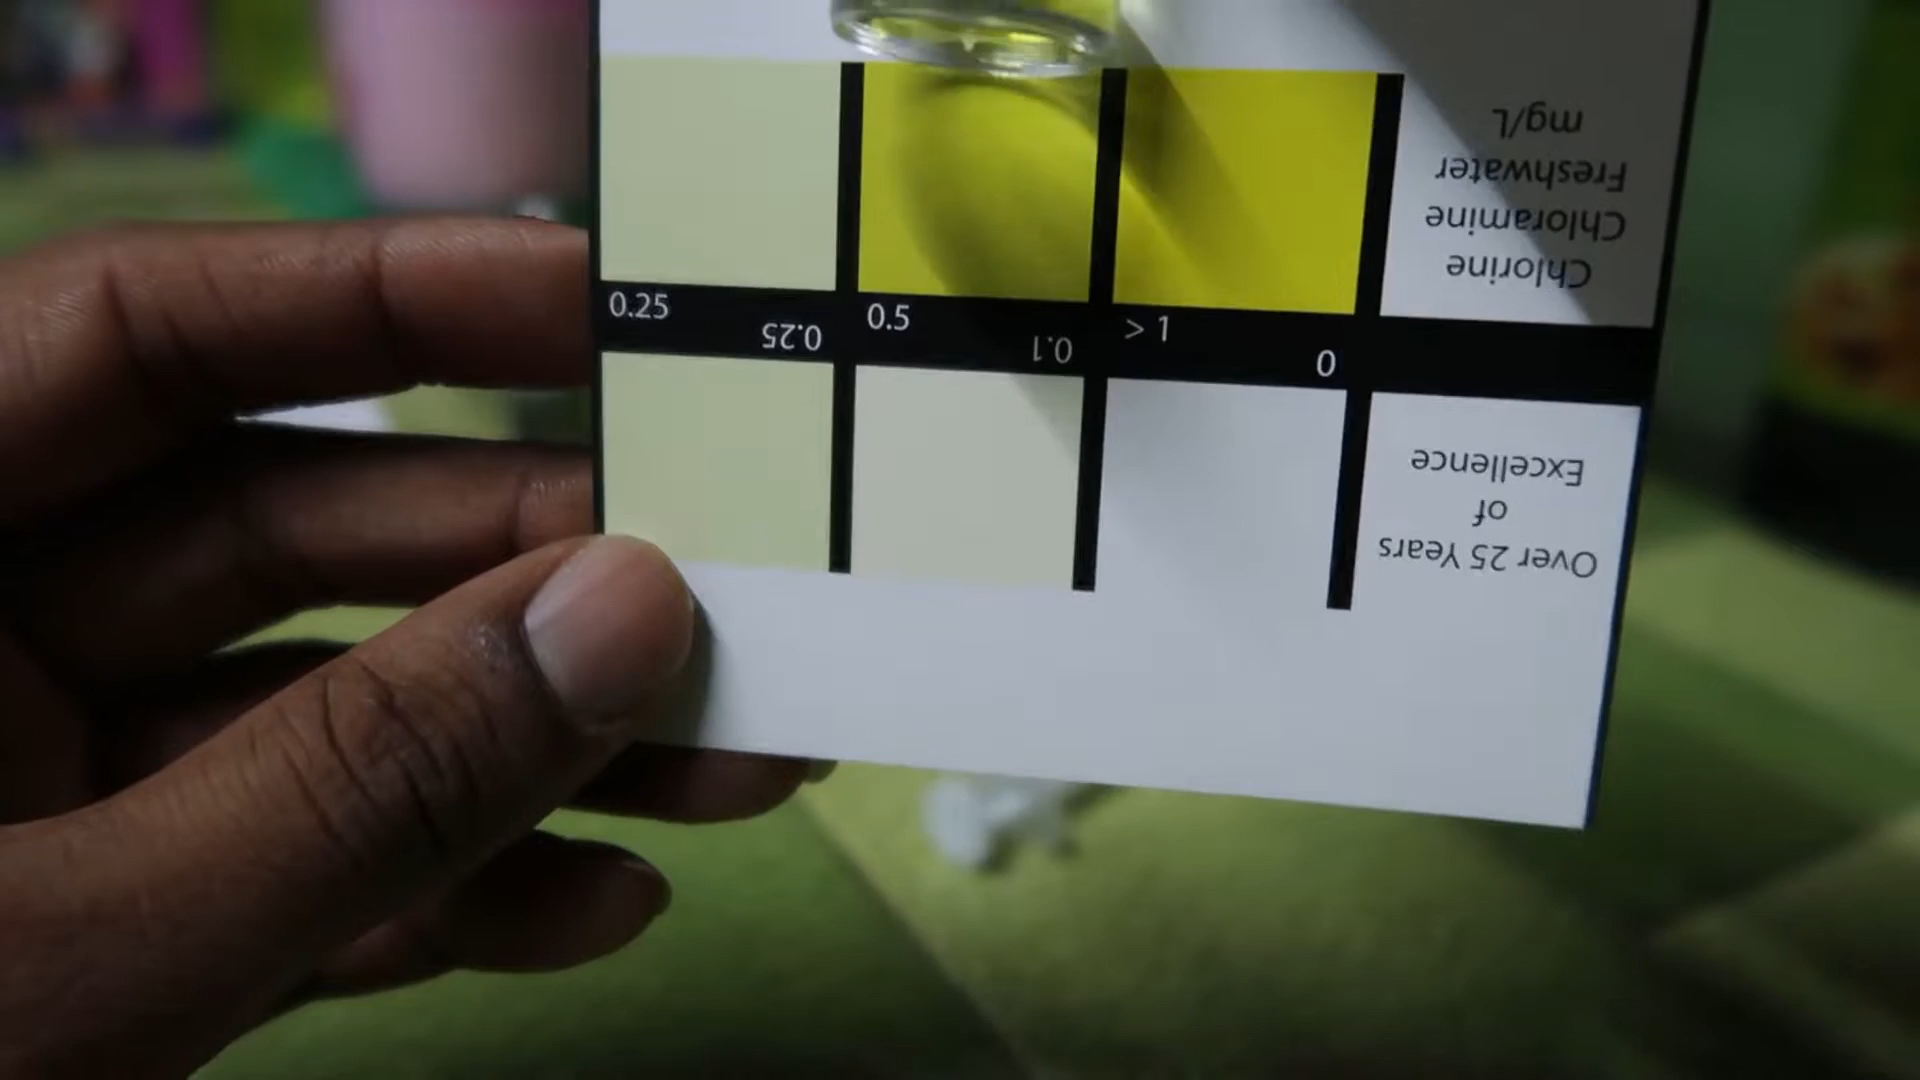 Chlorine
Chloramine
Freshwater
mg/L
0.25
0.5
> 1
0.25
0.1
0
Over 25 Years
of
Excellence